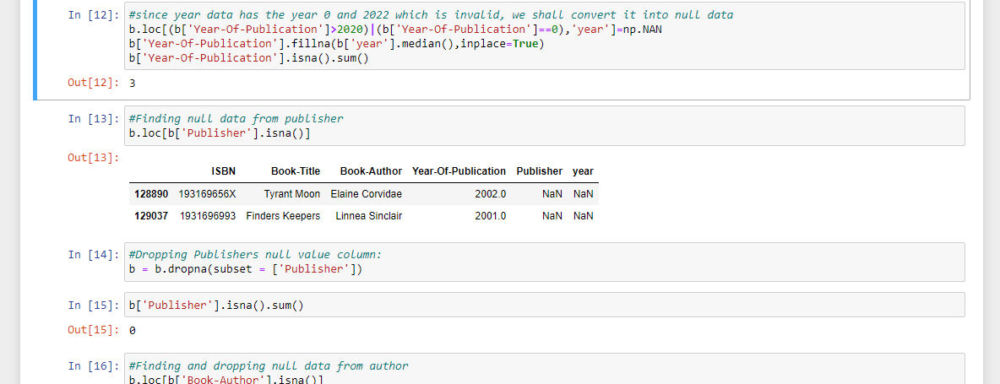 In [12]: #since year data has the year 0 and 2022 which is invalid, we shall convert it into null data
b.loc[(b['Year-Of-Publication']>2020)|(b['Year-Of-Publication']==0),'year']=np.NAN
b['Year-Of-Publication'].fillna(b['year'].median(),inplace=True)
b['Year-Of-Publication'].isna().sum()
Out[12]: 3
In [13]: #Finding null data from publisher
b.loc[b['Publisher'].isna()]
Out[13]:
ISBN Book-Title Book-Author Year-Of-Publication Publisher year
128890 193169656X Tyrant Moon Elaine Corvidae 2002.0 NaN NaN
129037 1931696993 Finders Keepers Linnea Sinclair 2001.0 NaN NaN
In [14]: #Dropping Publishers null value column:
b = b.dropna(subset = ['Publisher'])
In [15]: b['Publisher'].isna().sum()
Out[15]: 0
In [16]: #Finding and dropping null data from author
b.loc[b['Book-Author'].isna()]